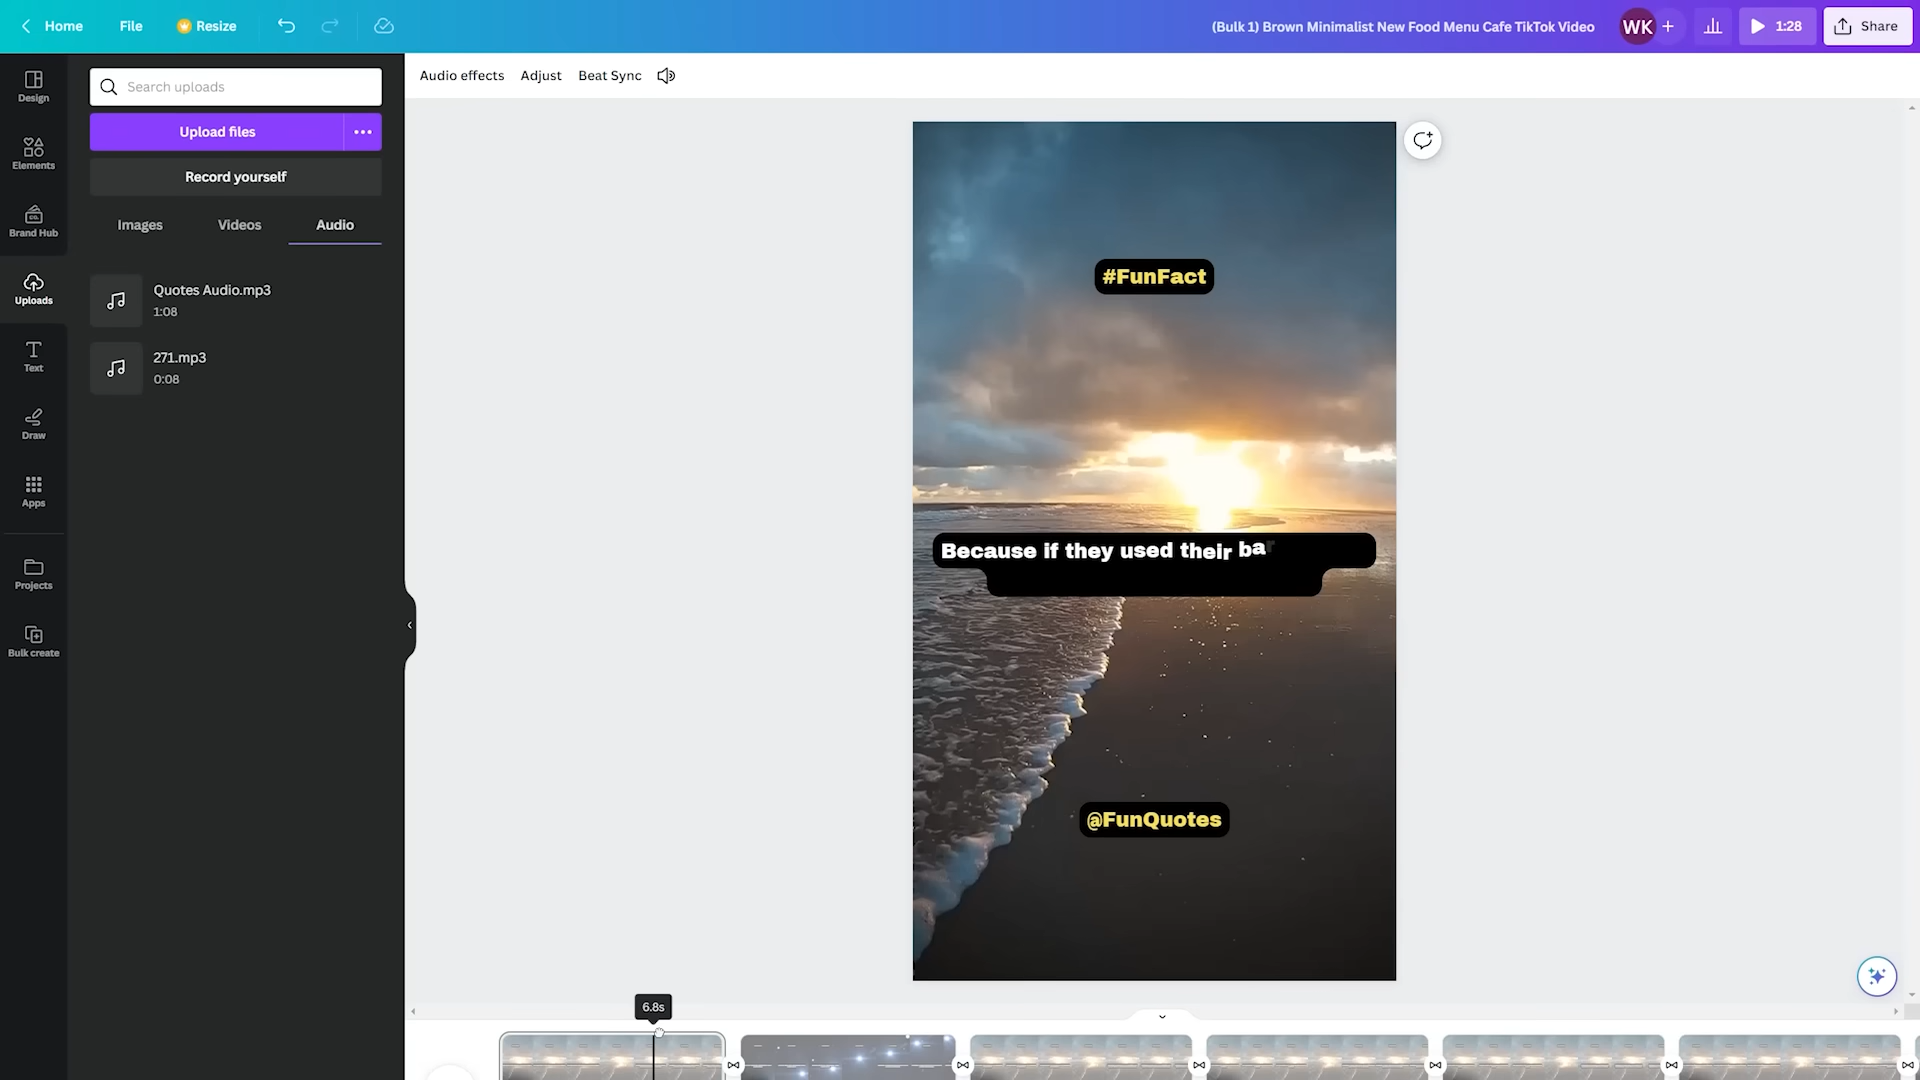 Home
File
Resize
(Bulk 1) Brown Minimalist New Food Menu Cafe TikTok Video
WK
+
1:28
Share
Design
Elements
Brand Hub
Uploads
Text
Draw
Apps
Projects
Bulk create
Search uploads
Upload files
Record yourself
Images
Videos
Audio
Quotes Audio.mp3
1:08
271.mp3
0:08
Audio effects
Adjust
Beat Sync
#FunFact
Because if they used their bar
@FunQuotes
6.8s